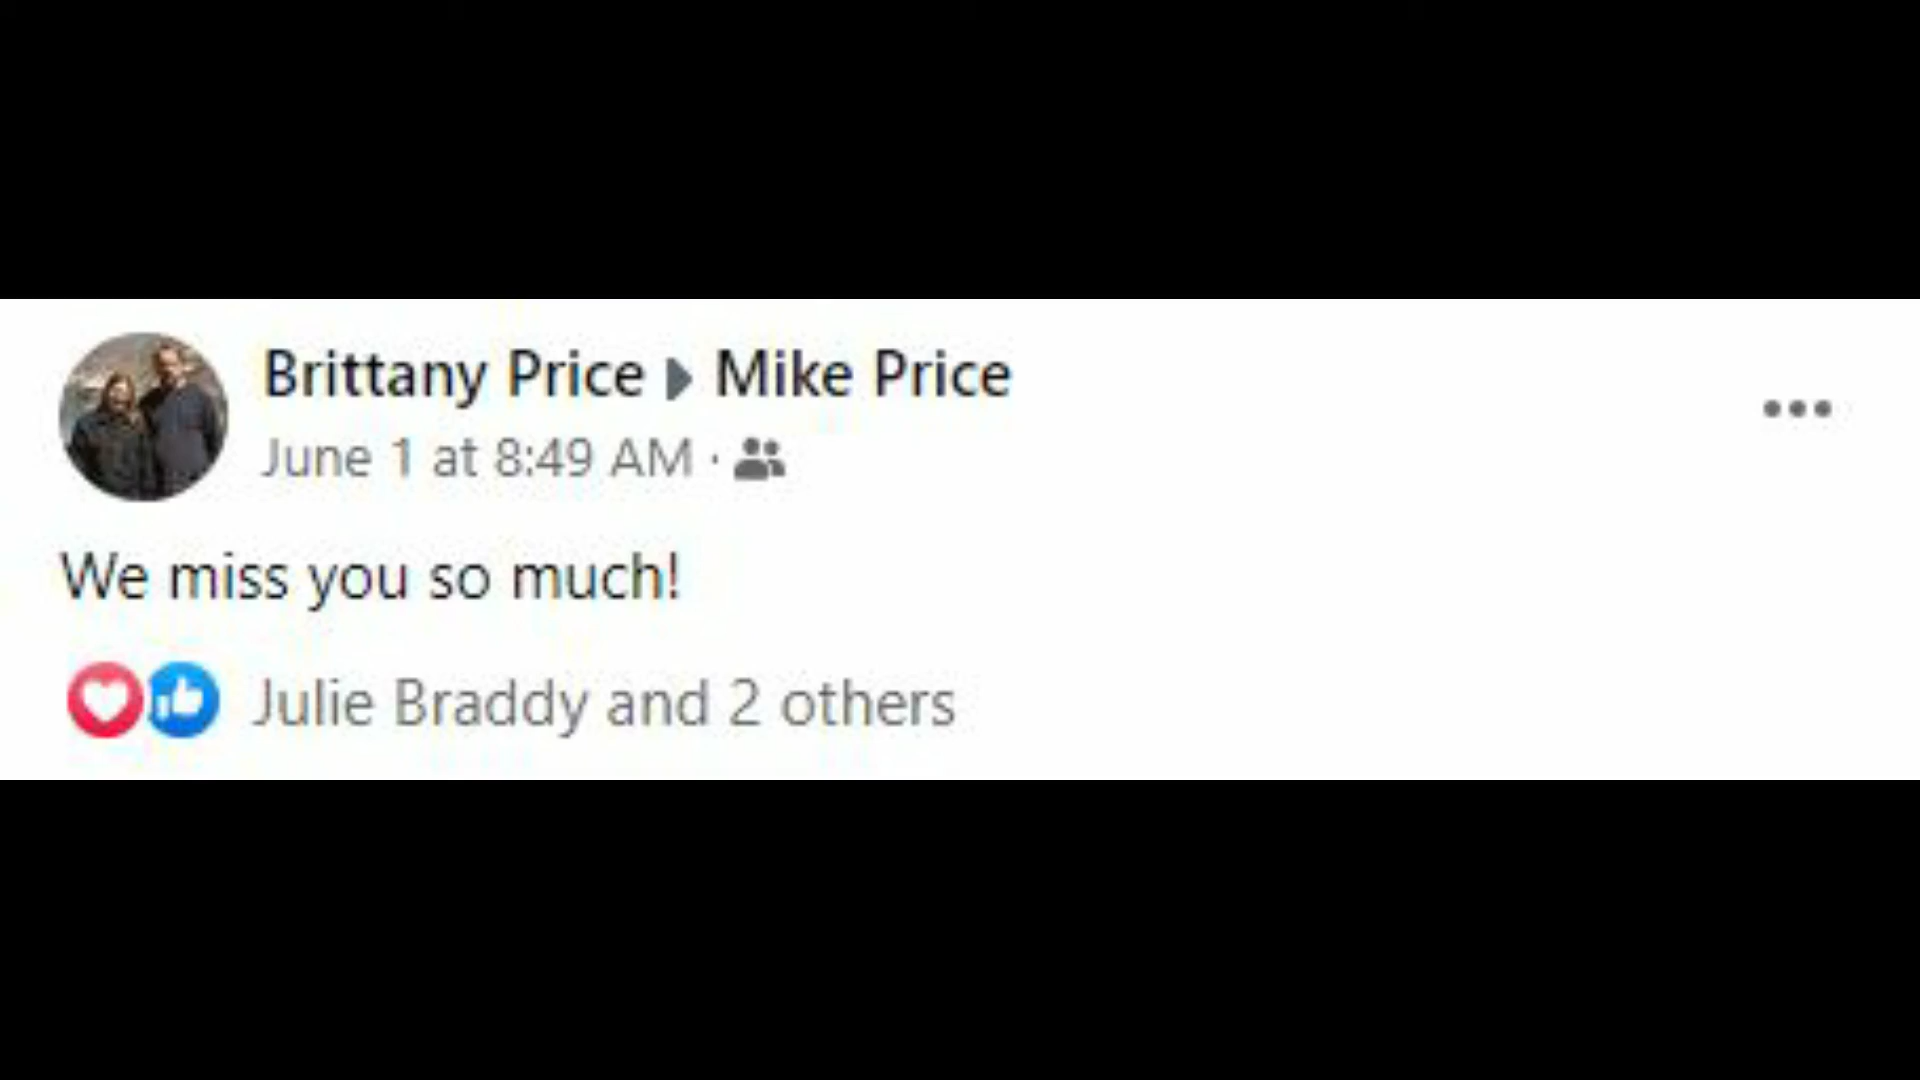 Brittany Price ▸ Mike Price
June 1 at 8:49 AM ·
We miss you so much!
Julie Braddy and 2 others